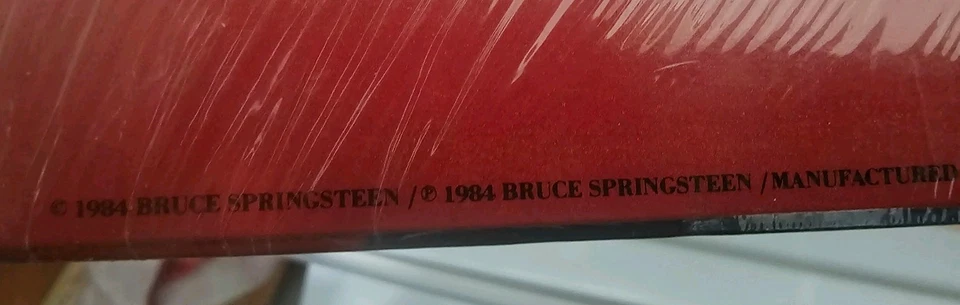 © 1984 BRUCE SPRINGSTEEN / ℗ 1984 BRUCE SPRINGSTEEN / MANUFACTURED